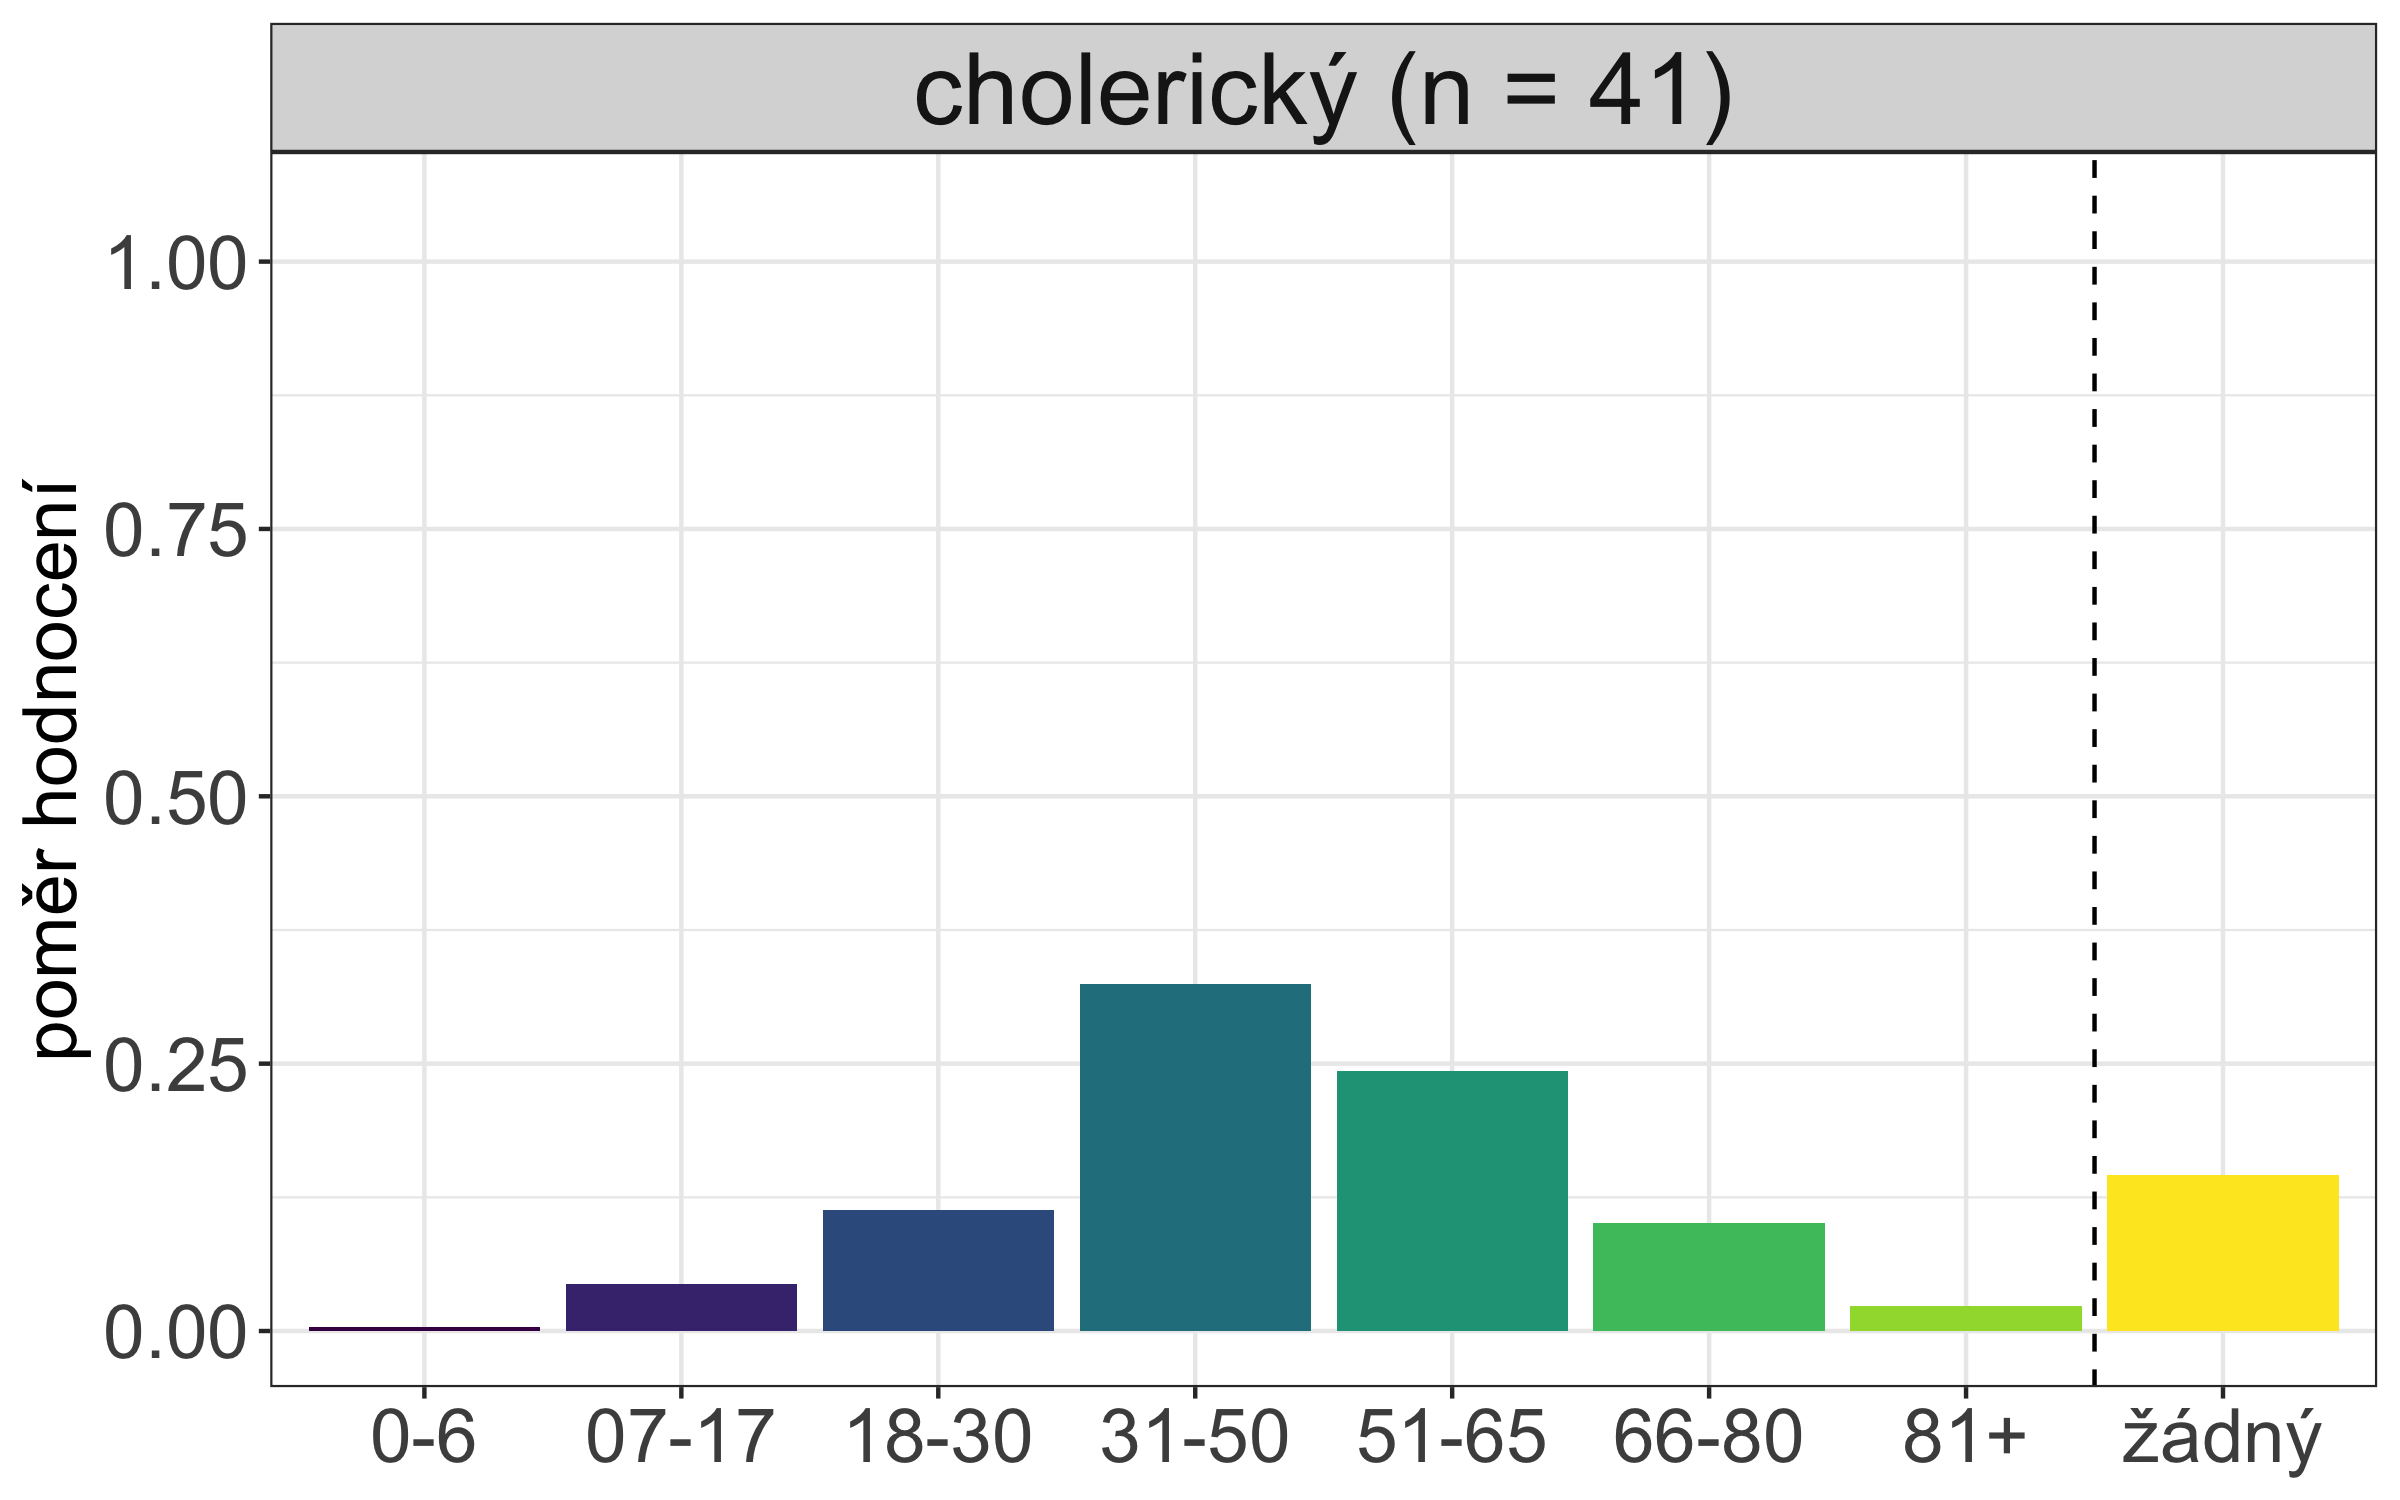 cholerický (n = 41)
poměr hodnocení
1.00
0.75
0.50
0.25
0.00
0-6 07-17 18-30 31-50 51-65 66-80 81+ žádný